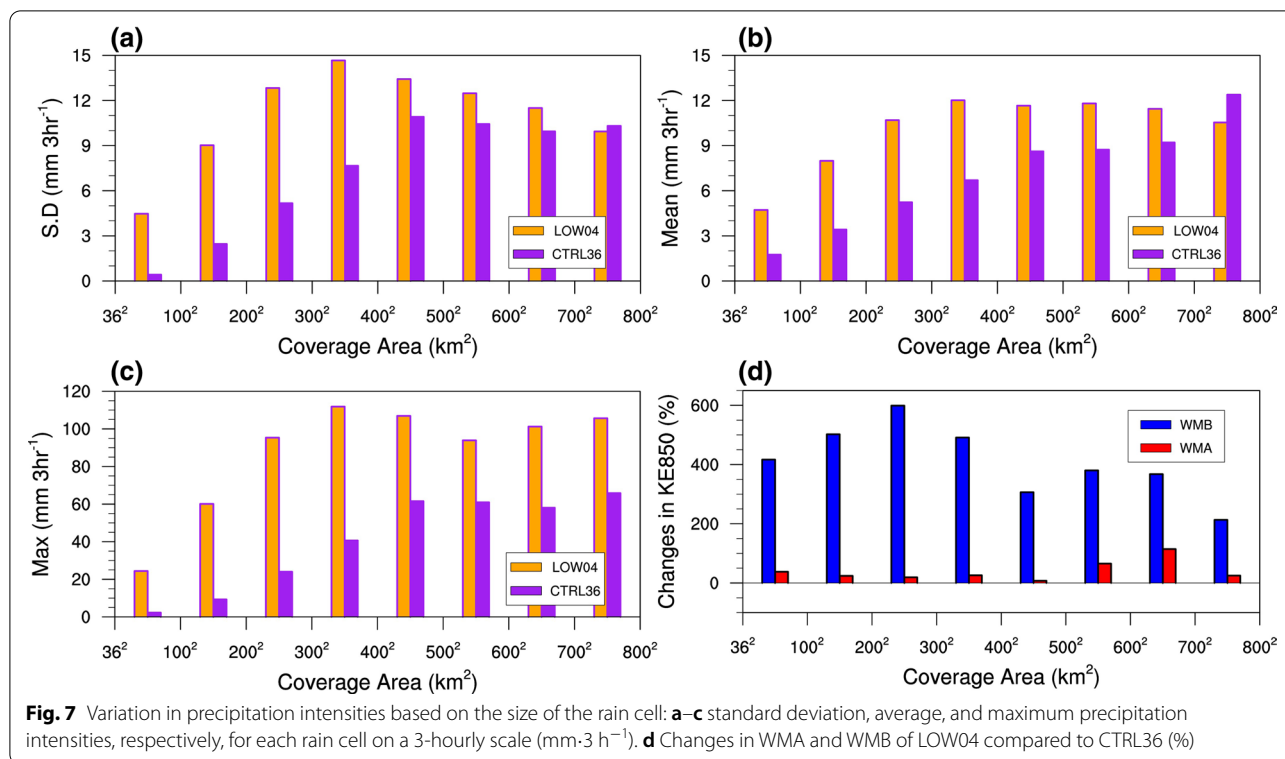 (a)
S.D (mm 3hr⁻¹)
15
12
9
6
3
0
LOW04
CTRL36
36² 100² 200² 300² 400² 500² 600² 700² 800²
Coverage Area (km²)
(b)
Mean (mm 3hr⁻¹)
15
12
9
6
3
0
LOW04
CTRL36
36² 100² 200² 300² 400² 500² 600² 700² 800²
Coverage Area (km²)
(c)
Max (mm 3hr⁻¹)
120
100
80
60
40
20
0
LOW04
CTRL36
36² 100² 200² 300² 400² 500² 600² 700² 800²
Coverage Area (km²)
(d)
Changes in KE850 (%)
600
400
200
0
WMB
WMA
36² 100² 200² 300² 400² 500² 600² 700² 800²
Coverage Area (km²)
Fig. 7 Variation in precipitation intensities based on the size of the rain cell: a–c standard deviation, average, and maximum precipitation
intensities, respectively, for each rain cell on a 3-hourly scale (mm·3 h⁻¹). d Changes in WMA and WMB of LOW04 compared to CTRL36 (%)